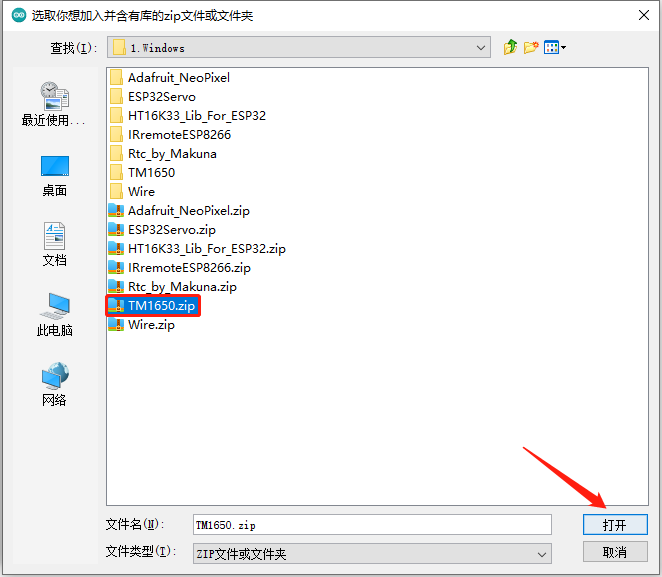 选取你想加入并含有库的zip文件或文件夹
查找(I):
1.Windows
最近使用...
桌面
文档
此电脑
网络
Adafruit_NeoPixel
ESP32Servo
HT16K33_Lib_For_ESP32
IRremoteESP8266
Rtc_by_Makuna
TM1650
Wire
Adafruit_NeoPixel.zip
ESP32Servo.zip
HT16K33_Lib_For_ESP32.zip
IRremoteESP8266.zip
Rtc_by_Makuna.zip
TM1650.zip
Wire.zip
文件名(N):
TM1650.zip
打开
文件类型(T):
ZIP文件或文件夹
取消